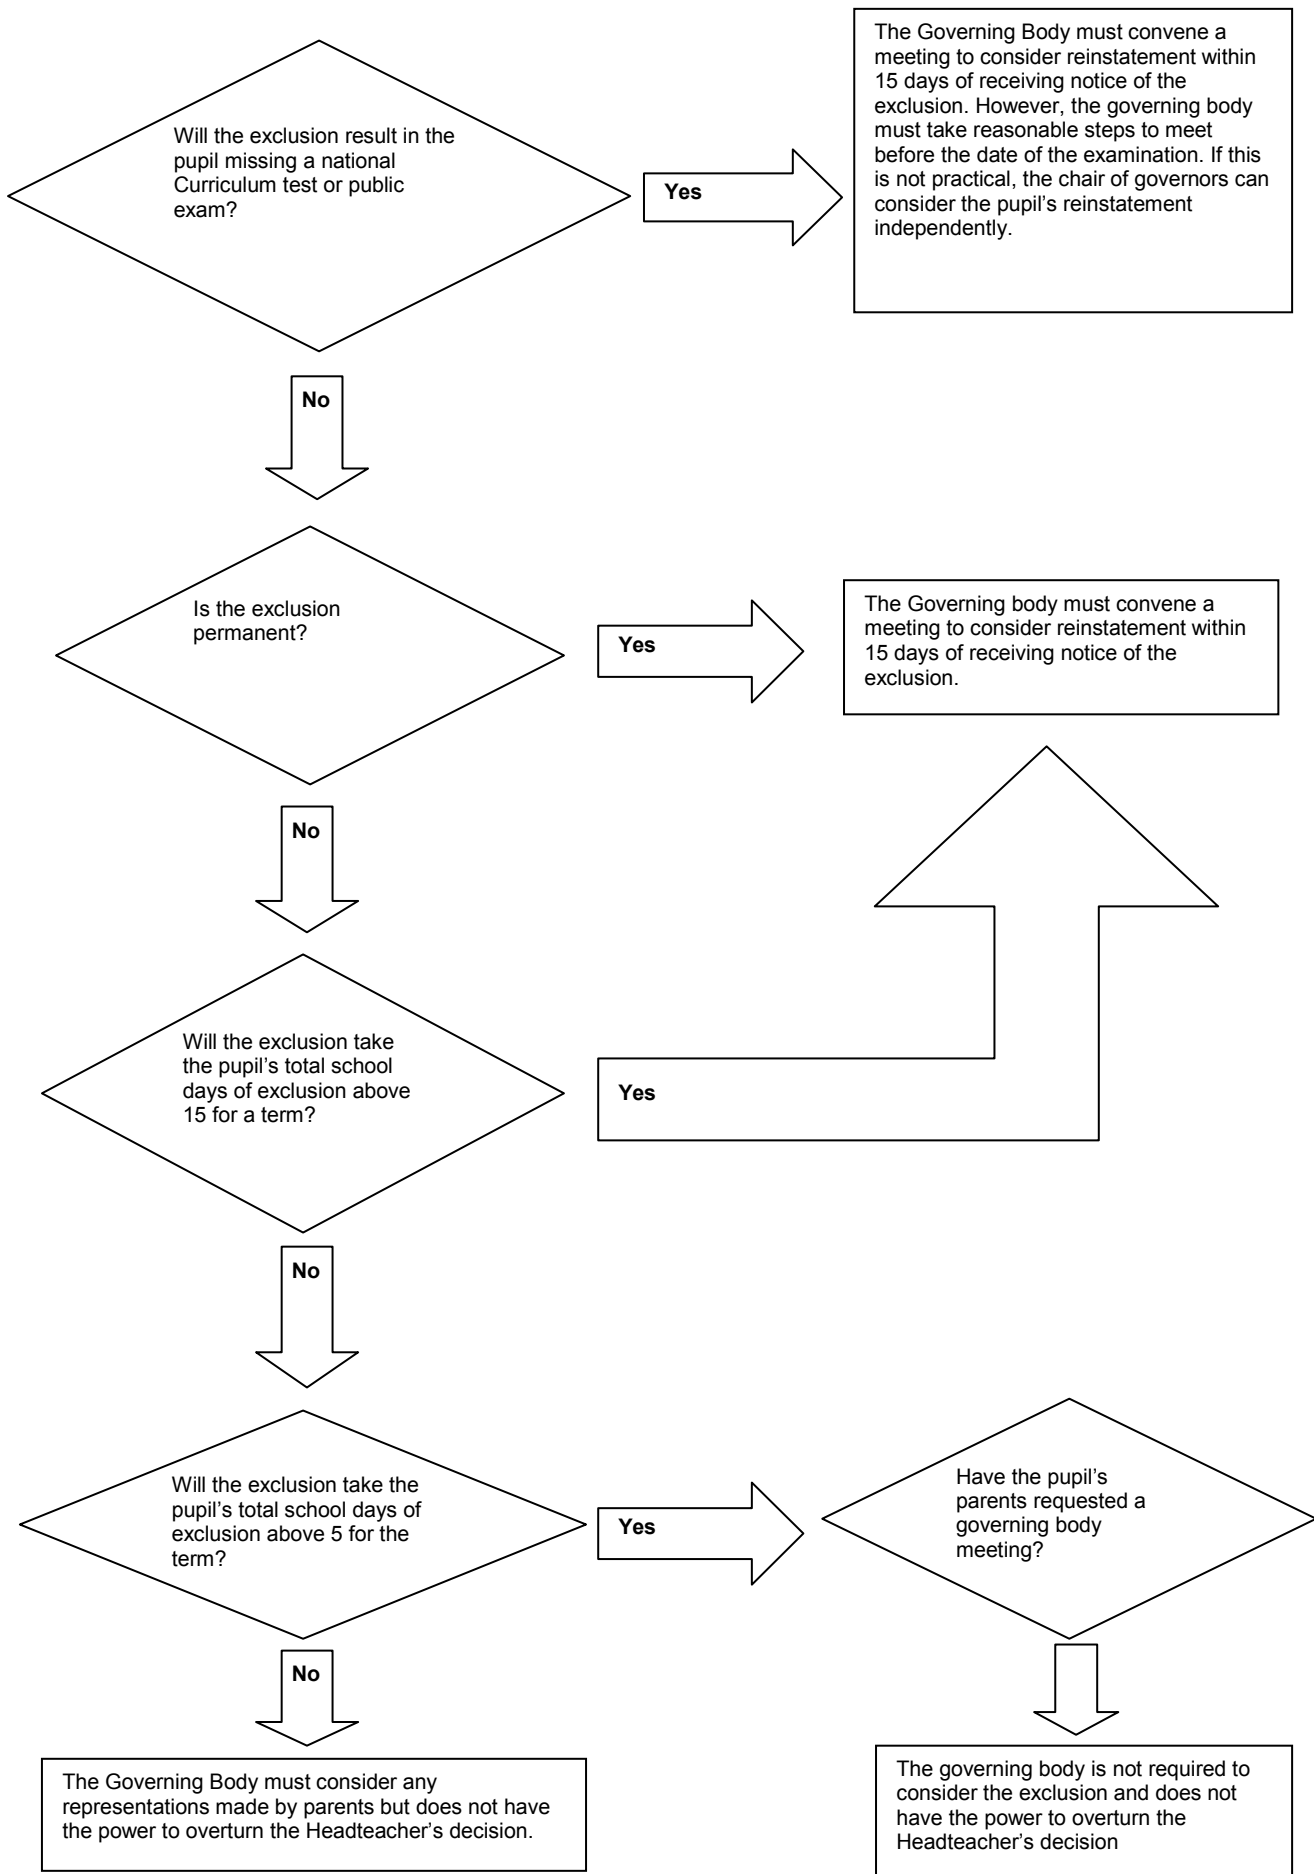 Will the exclusion result in the
pupil missing a national
Curriculum test or public
exam?
Yes
The Governing Body must convene a
meeting to consider reinstatement within
15 days of receiving notice of the
exclusion. However, the governing body
must take reasonable steps to meet
before the date of the examination. If this
is not practical, the chair of governors can
consider the pupil’s reinstatement
independently.
No
Is the exclusion
permanent?
Yes
The Governing body must convene a
meeting to consider reinstatement within
15 days of receiving notice of the
exclusion.
No
Will the exclusion take
the pupil’s total school
days of exclusion above
15 for a term?
Yes
No
Will the exclusion take the
pupil’s total school days of
exclusion above 5 for the
term?
Yes
Have the pupil’s
parents requested a
governing body
meeting?
No
The Governing Body must consider any
representations made by parents but does not have
the power to overturn the Headteacher’s decision.
The governing body is not required to
consider the exclusion and does not
have the power to overturn the
Headteacher’s decision